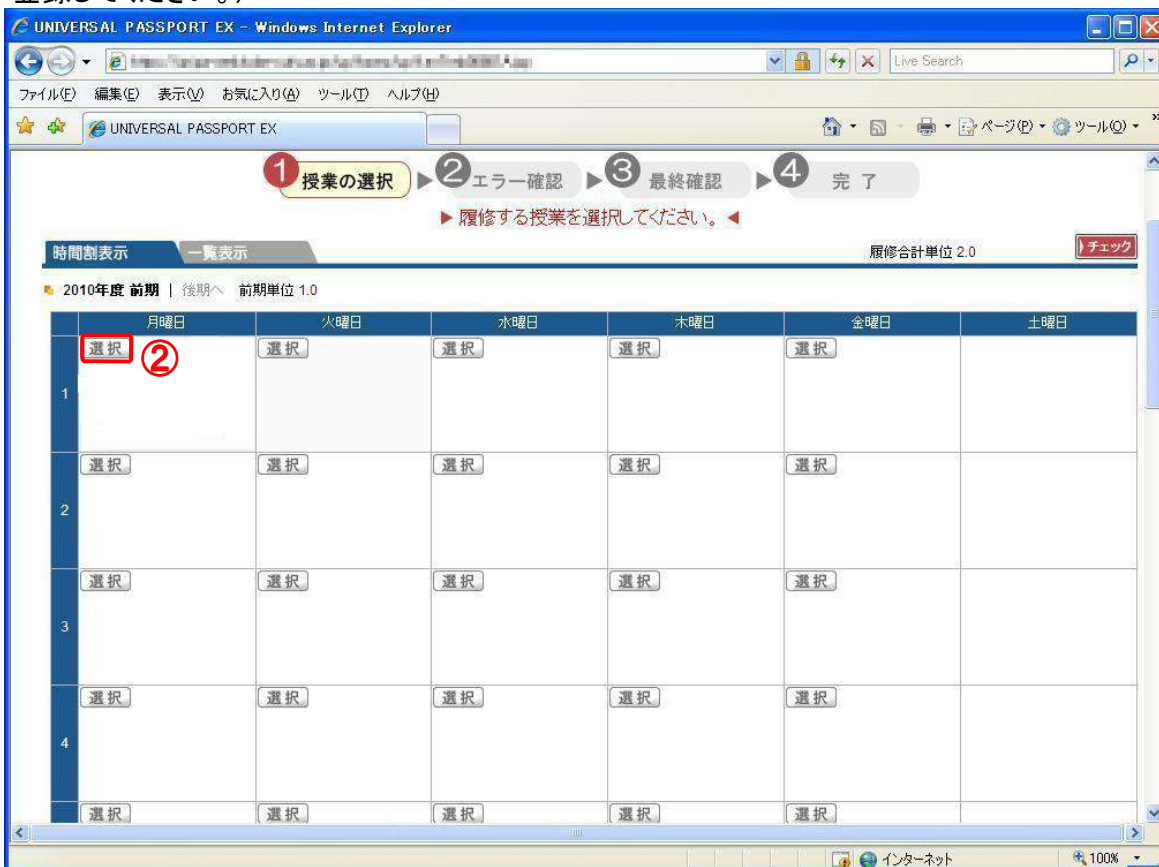 登録してください。)
UNIVERSAL PASSPORT EX - Windows Internet Explorer
Live Search
ファイル(F) 編集(E) 表示(V) お気に入り(A) ツール(T) ヘルプ(H)
UNIVERSAL PASSPORT EX
ページ(P) ツール(O) »
1 授業の選択 ▶ 2 エラー確認 ▶ 3 最終確認 ▶ 4 完了
▶ 履修する授業を選択してください。 ◀
時間割表示 一覧表示 履修合計単位 2.0 チェック
2010年度 前期 | 後期へ 前期単位 1.0
月曜日 火曜日 水曜日 木曜日 金曜日 土曜日
選択 ② 選択 選択 選択 選択
1
選択 選択 選択 選択 選択
2
選択 選択 選択 選択 選択
3
選択 選択 選択 選択 選択
4
選択 選択 選択 選択 選択
インターネット 100%